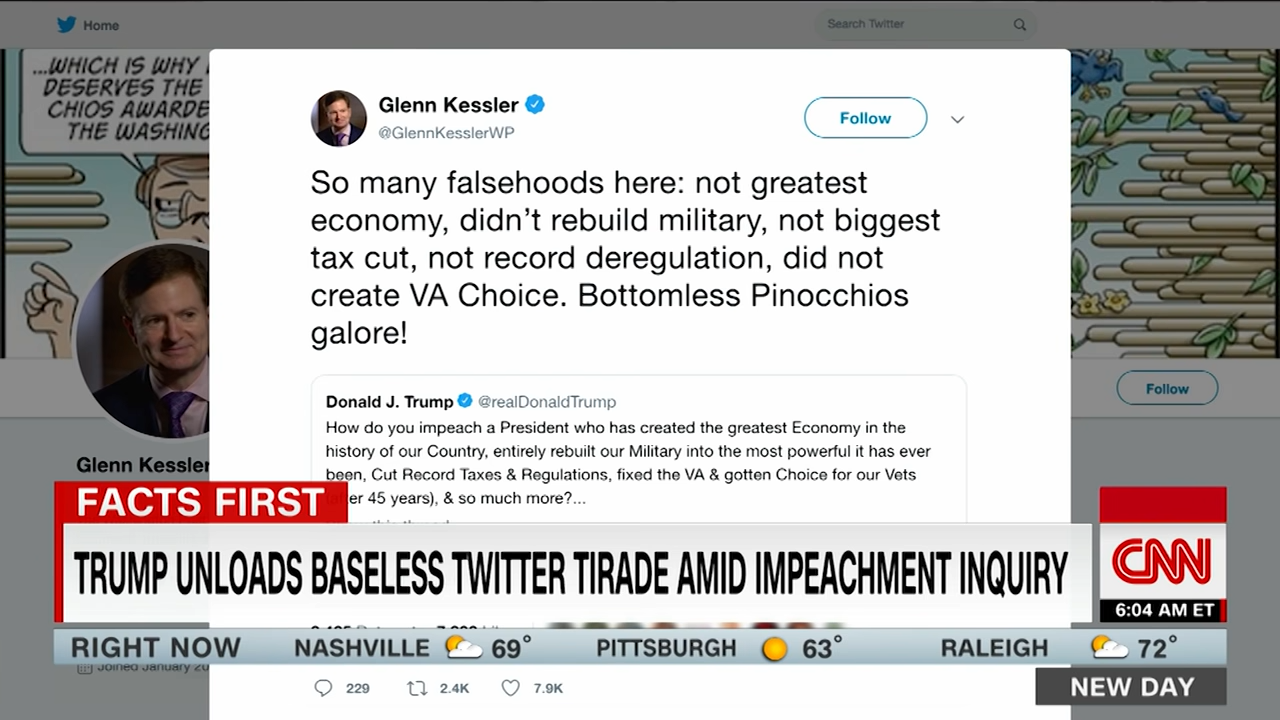 Home
Search Twitter
...WHICH IS WHY
DESERVES THE
CHIOS AWARDE
THE WASHING
Glenn Kessler
@GlennKesslerWP
Follow
So many falsehoods here: not greatest
economy, didn't rebuild military, not biggest
tax cut, not record deregulation, did not
create VA Choice. Bottomless Pinocchios
galore!
Donald J. Trump @realDonaldTrump
How do you impeach a President who has created the greatest Economy in the
history of our Country, entirely rebuilt our Military into the most powerful it has ever
been, Cut Record Taxes & Regulations, fixed the VA & gotten Choice for our Vets
45 years), & so much more?...
Follow
Glenn Kessler
FACTS FIRST
TRUMP UNLOADS BASELESS TWITTER TIRADE AMID IMPEACHMENT INQUIRY
CNN
6:04 AM ET
RIGHT NOW NASHVILLE 69° PITTSBURGH 63° RALEIGH 72°
Joined January 20
229 2.4K 7.9K
NEW DAY